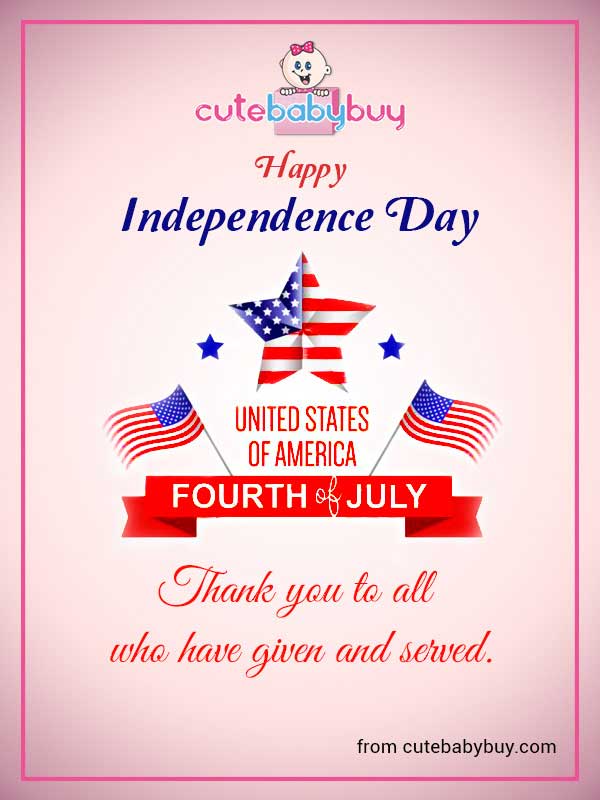 cutebabybuy
Happy
Independence Day
UNITED STATES
OF AMERICA
FOURTH of JULY
Thank you to all
who have given and served.
from cutebabybuy.com